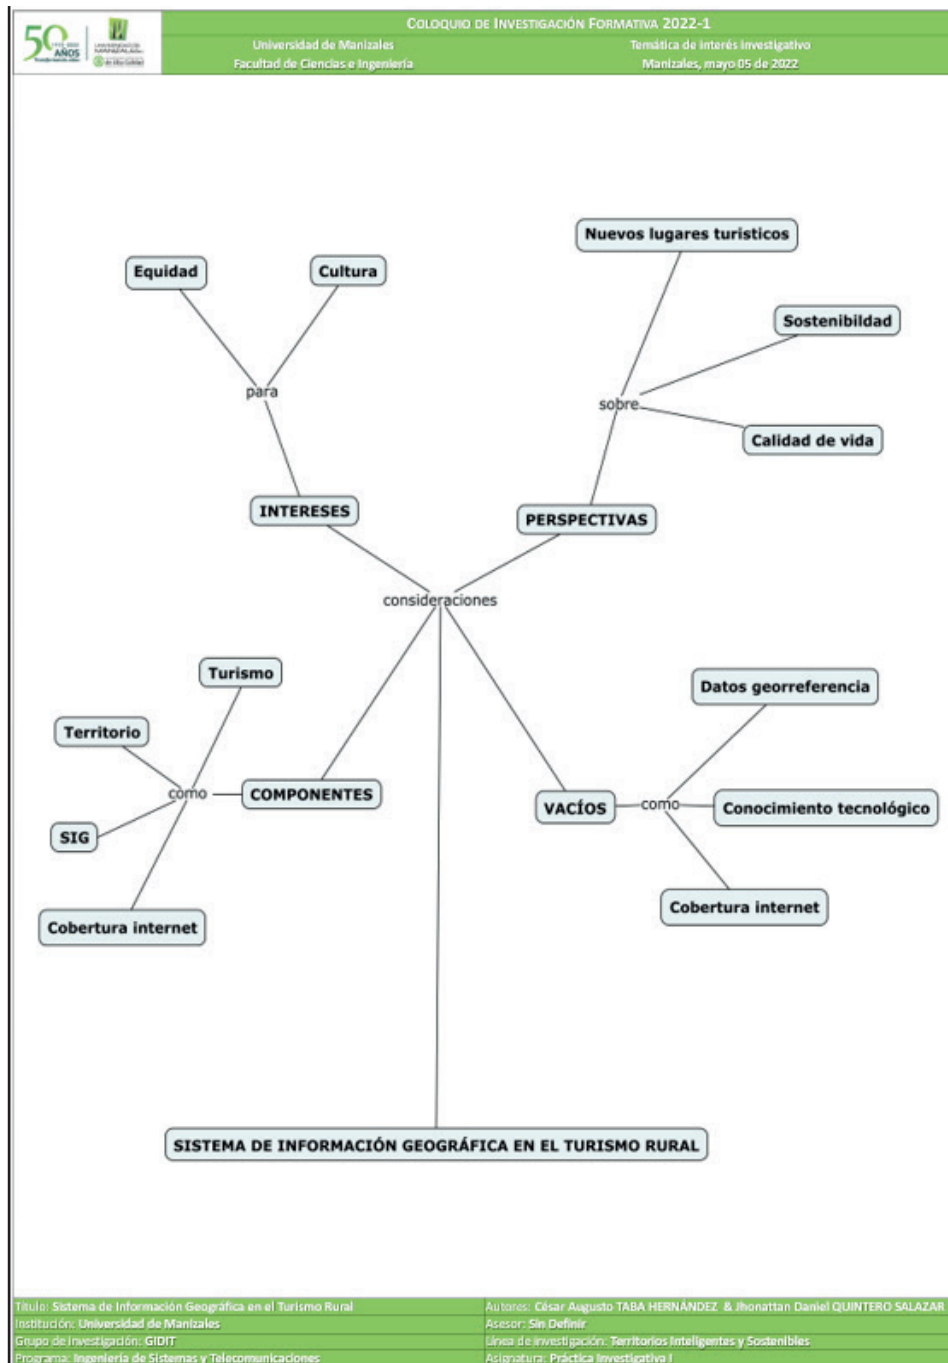 COLOQUIO DE INVESTIGACIÓN FORMATIVA 2022-1
50 AÑOS
UNIVERSIDAD DE
MANIZALES
Universidad de Manizales
Facultad de Ciencias e Ingeniería
Temática de interés investigativo
Manizales, mayo 05 de 2022
Nuevos lugares turisticos
Equidad
Cultura
Sostenibildad
para
sobre
Calidad de vida
INTERESES
PERSPECTIVAS
consideraciones
Turismo
Datos georreferencia
Territorio
como
COMPONENTES
VACÍOS
como
Conocimiento tecnológico
SIG
Cobertura internet
Cobertura internet
SISTEMA DE INFORMACIÓN GEOGRÁFICA EN EL TURISMO RURAL
Título: Sistema de Información Geográfica en el Turismo Rural
Institución: Universidad de Manizales
Grupo de investigación: GIDIT
Programa: Ingeniería de Sistemas y Telecomunicaciones
Autores: César Augusto TABA HERNÁNDEZ & Jhonattan Daniel QUINTERO SALAZAR
Asesor: Sin Definir
Línea de investigación: Territorios Inteligentes y Sostenibles
Asignatura: Práctica Investigativa I